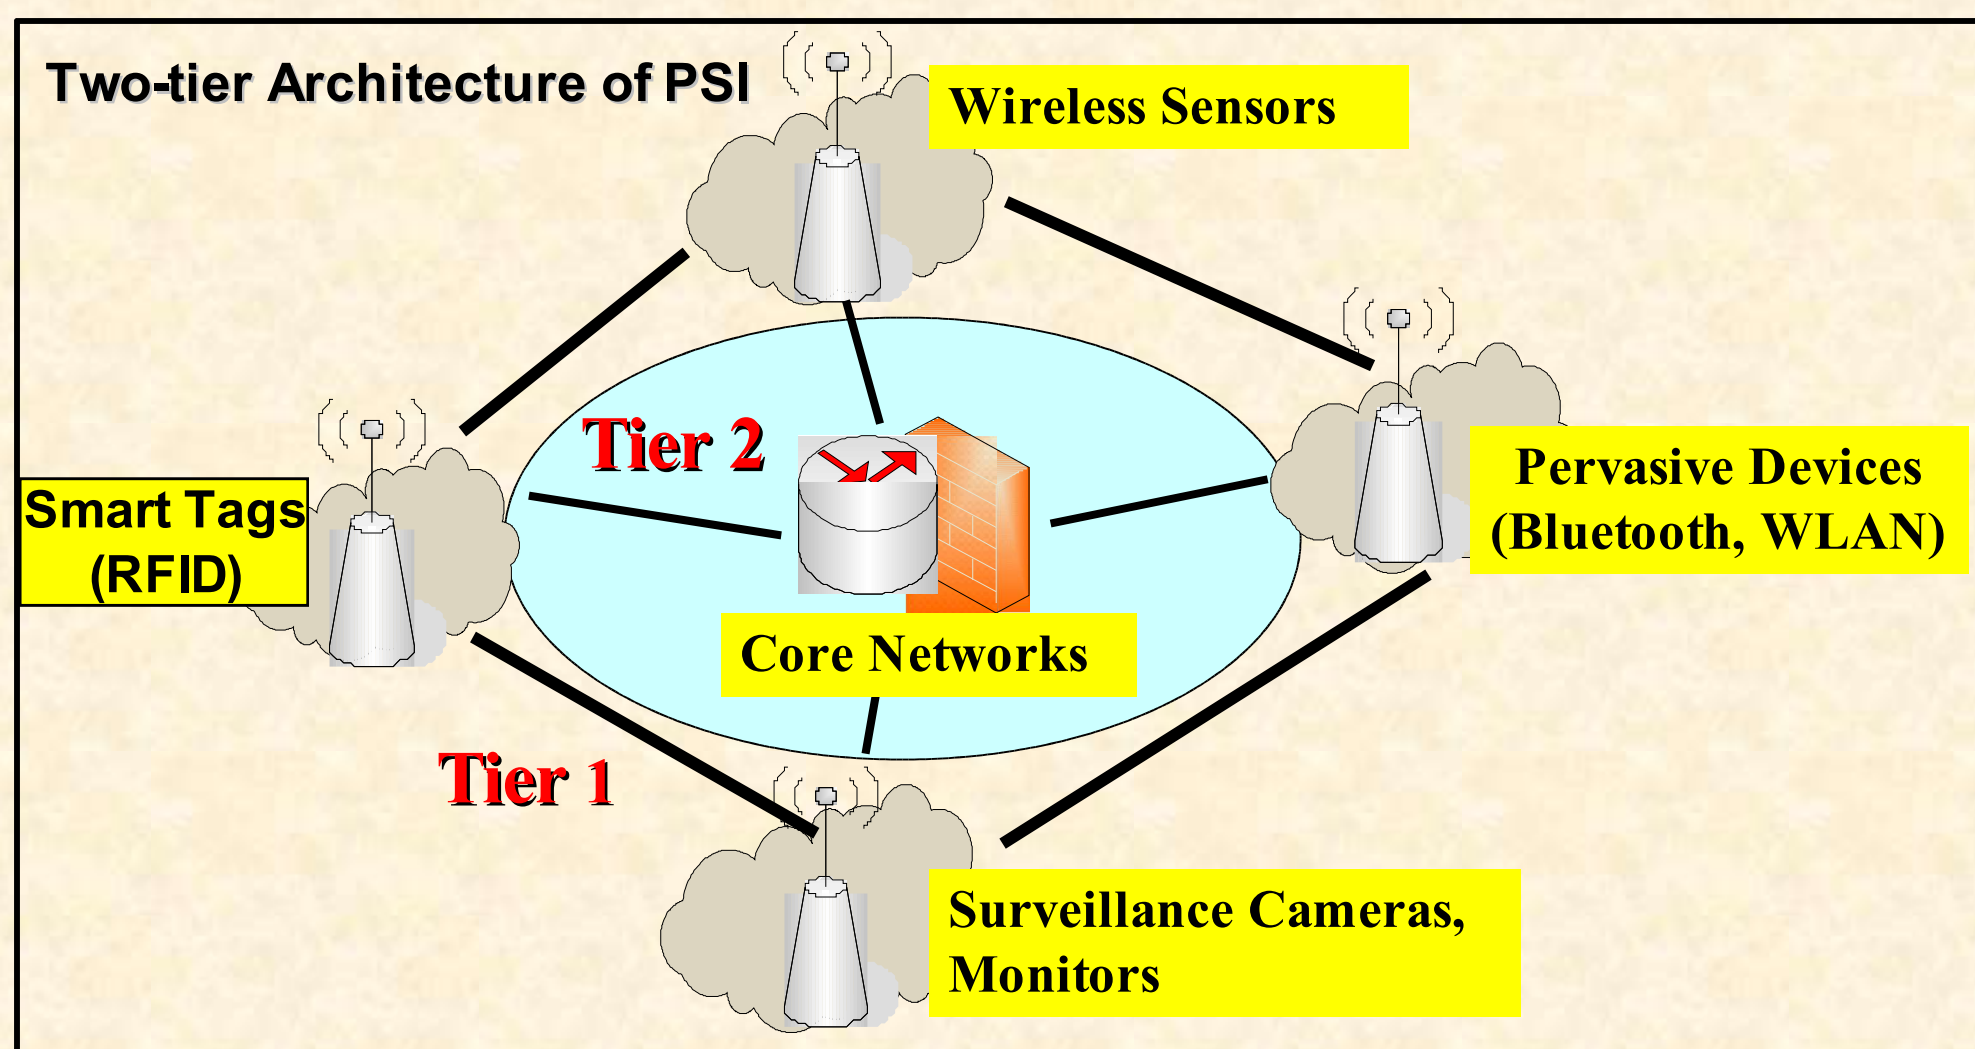 Two-tier Architecture of PSI
Wireless Sensors
Tier 2
Pervasive Devices
(Bluetooth, WLAN)
Smart Tags
(RFID)
Core Networks
Tier 1
Surveillance Cameras,
Monitors